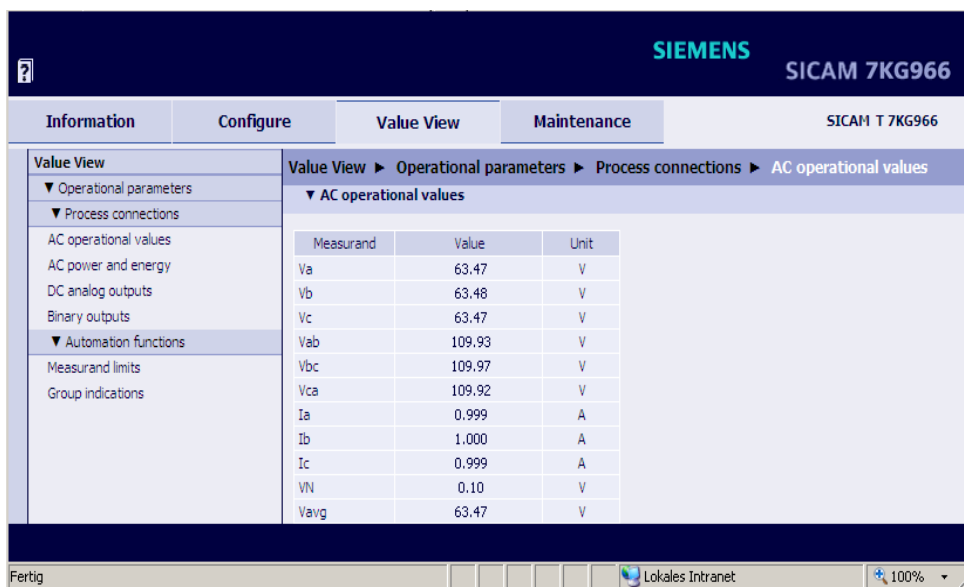 SIEMENS
SICAM 7KG966
Information Configure Value View Maintenance SICAM T 7KG966
Value View
▼ Operational parameters
▼ Process connections
AC operational values
AC power and energy
DC analog outputs
Binary outputs
▼ Automation functions
Measurand limits
Group indications
Value View ► Operational parameters ► Process connections ► AC operational values
▼ AC operational values
Measurand Value Unit
Va 63.47 V
Vb 63.48 V
Vc 63.47 V
Vab 109.93 V
Vbc 109.97 V
Vca 109.92 V
Ia 0.999 A
Ib 1.000 A
Ic 0.999 A
VN 0.10 V
Vavg 63.47 V
Fertig Lokales Intranet 100%